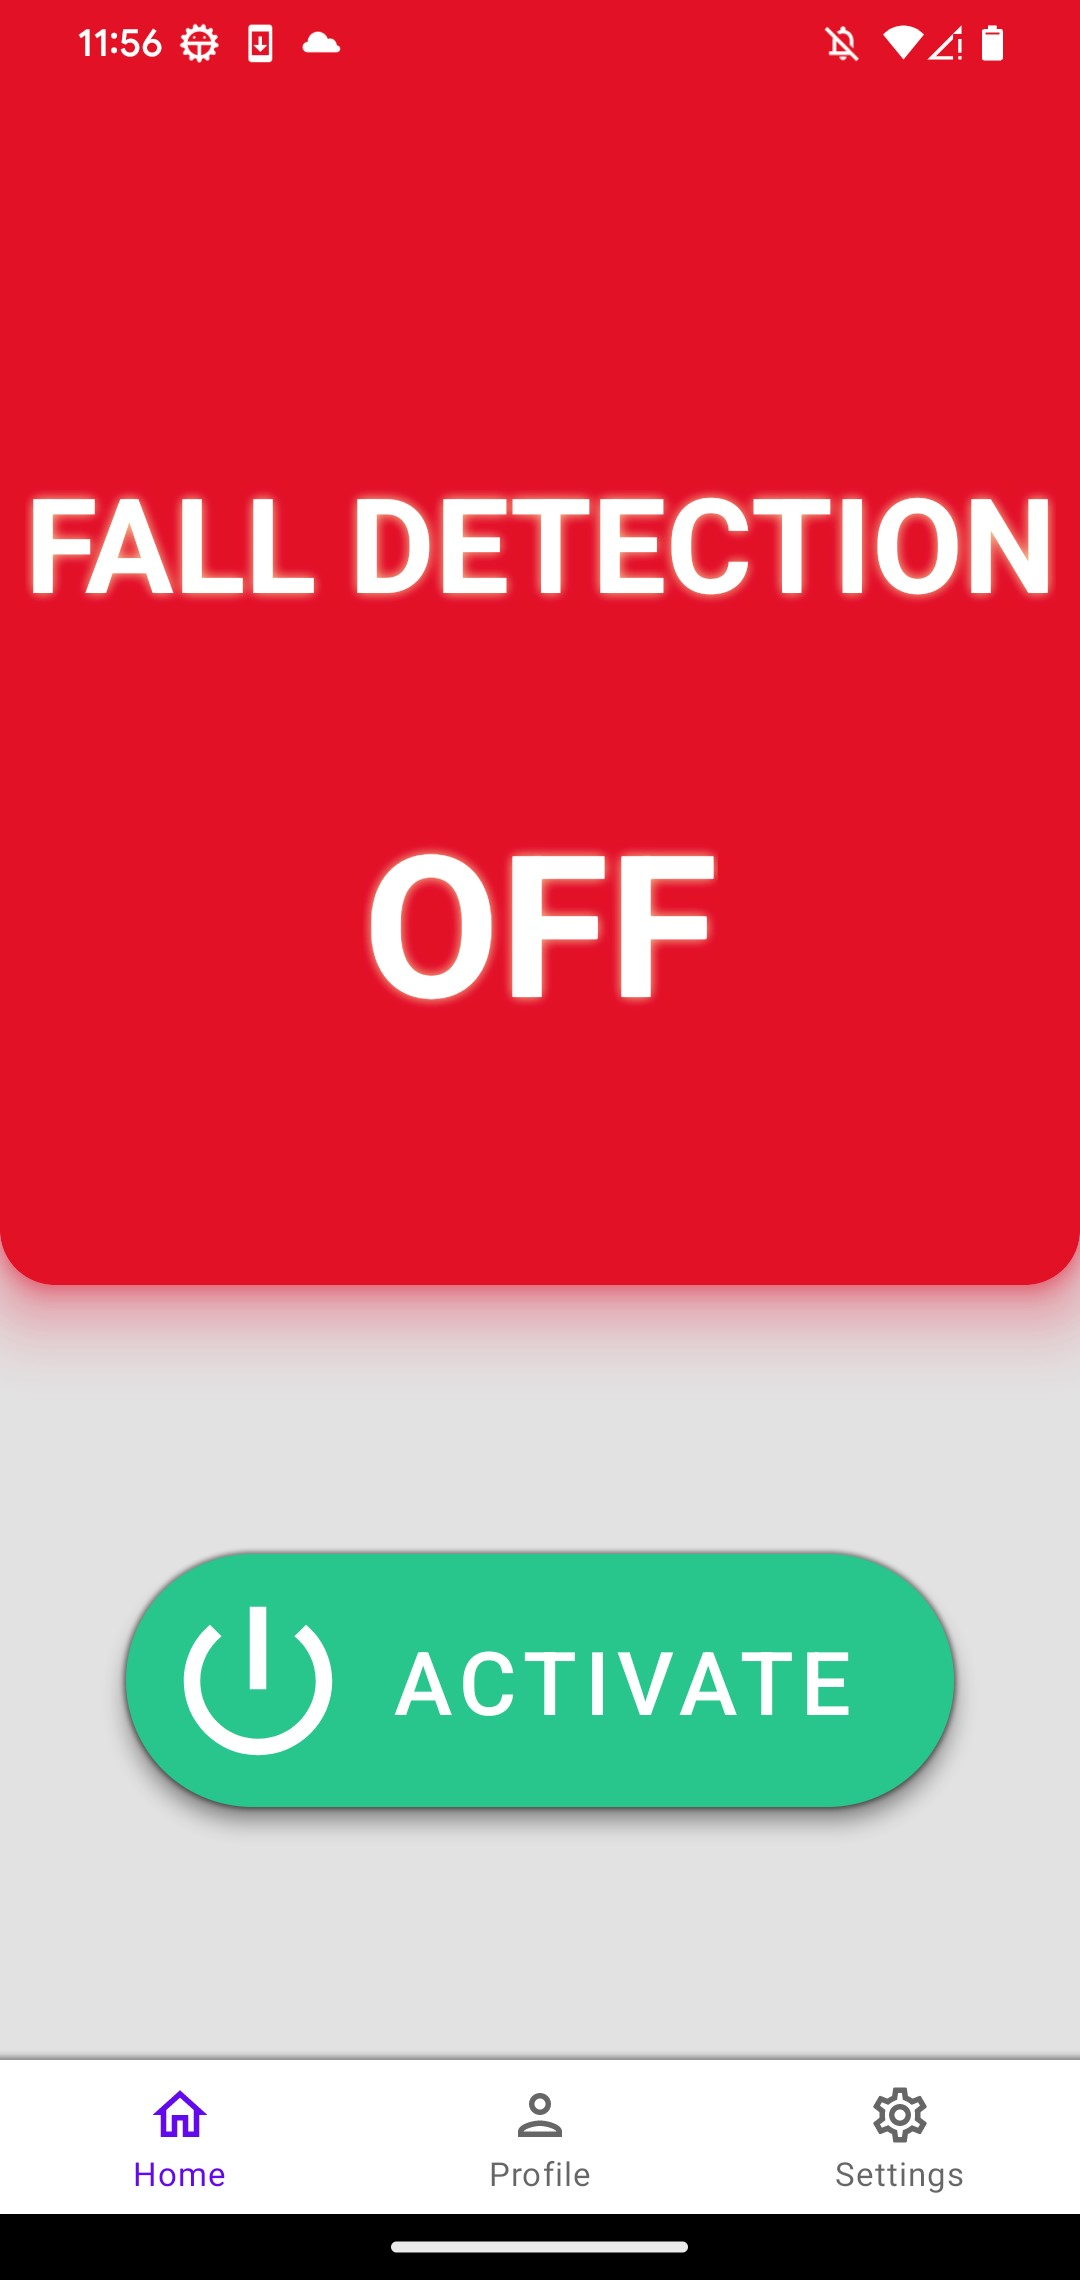 11:56
FALL DETECTION
OFF
ACTIVATE
Home
Profile
Settings